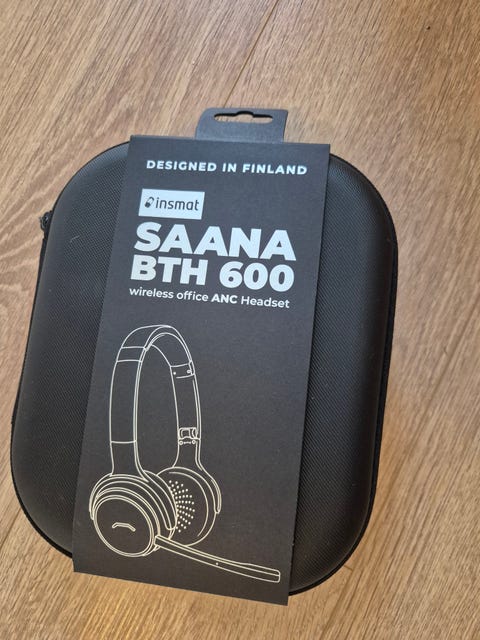 DESIGNED IN FINLAND
insmat
SAANA
BTH 600
wireless office ANC Headset